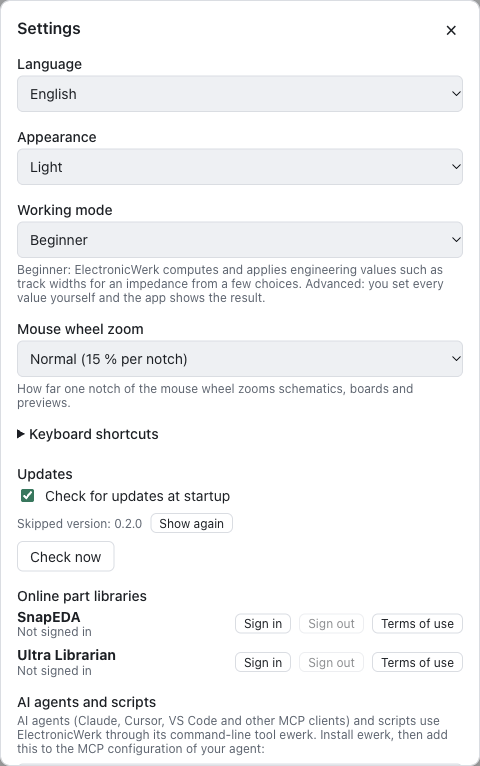 Settings
×
Language
English
Appearance
Light
Working mode
Beginner
Beginner: ElectronicWerk computes and applies engineering values such as
track widths for an impedance from a few choices. Advanced: you set every
value yourself and the app shows the result.
Mouse wheel zoom
Normal (15 % per notch)
How far one notch of the mouse wheel zooms schematics, boards and
previews.
Keyboard shortcuts
Updates
Check for updates at startup
Skipped version: 0.2.0 Show again
Check now
Online part libraries
SnapEDA
Not signed in
Sign in Sign out Terms of use
Ultra Librarian
Not signed in
Sign in Sign out Terms of use
AI agents and scripts
AI agents (Claude, Cursor, VS Code and other MCP clients) and scripts use
ElectronicWerk through its command-line tool ewerk. Install ewerk, then add
this to the MCP configuration of your agent: